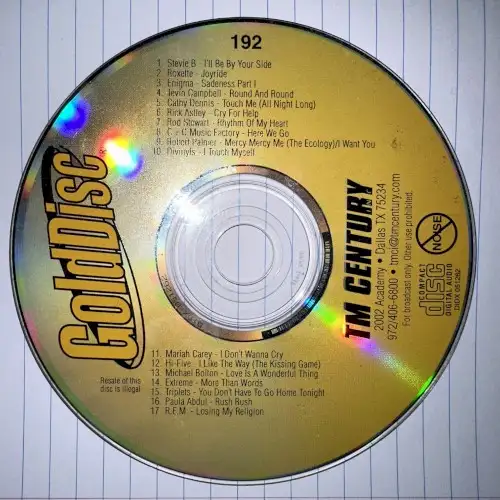 192
1. Stevie B - I'll Be By Your Side
2. Roxette - Joyride
3. Enigma - Sadeness Part I
4. Tevin Campbell - Round And Round
5. Cathy Dennis - Touch Me (All Night Long)
6. Rick Astley - Cry For Help
7. Rod Stewart - Rhythm Of My Heart
8. C + C Music Factory - Here We Go
9. Robert Palmer - Mercy Mercy Me (The Ecology)/I Want You
10. Divinyls - I Touch Myself
GoldDisc
TM CENTURY
2002 Academy • Dallas TX 75234
972/406-6800 • tmci@tmcentury.com
For broadcast only. Other use prohibited.
NO NOISE
COMPACT
disc
DIGITAL AUDIO
Resale of this
disc is illegal
11. Mariah Carey - I Don't Wanna Cry
12. Hi-Five - I Like The Way (The Kissing Game)
13. Michael Bolton - Love Is A Wonderful Thing
14. Extreme - More Than Words
15. Triplets - You Don't Have To Go Home Tonight
16. Paula Abdul - Rush Rush
17. R.E.M. - Losing My Religion